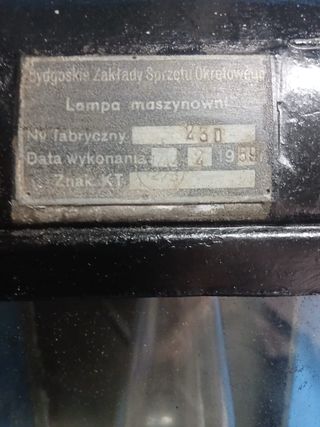 Bydgoskie Zakłady Sprzętu Okrętowego
Lampa maszynowni
Nr fabryczny 230
Data wykonania 2 1959
Znak KT